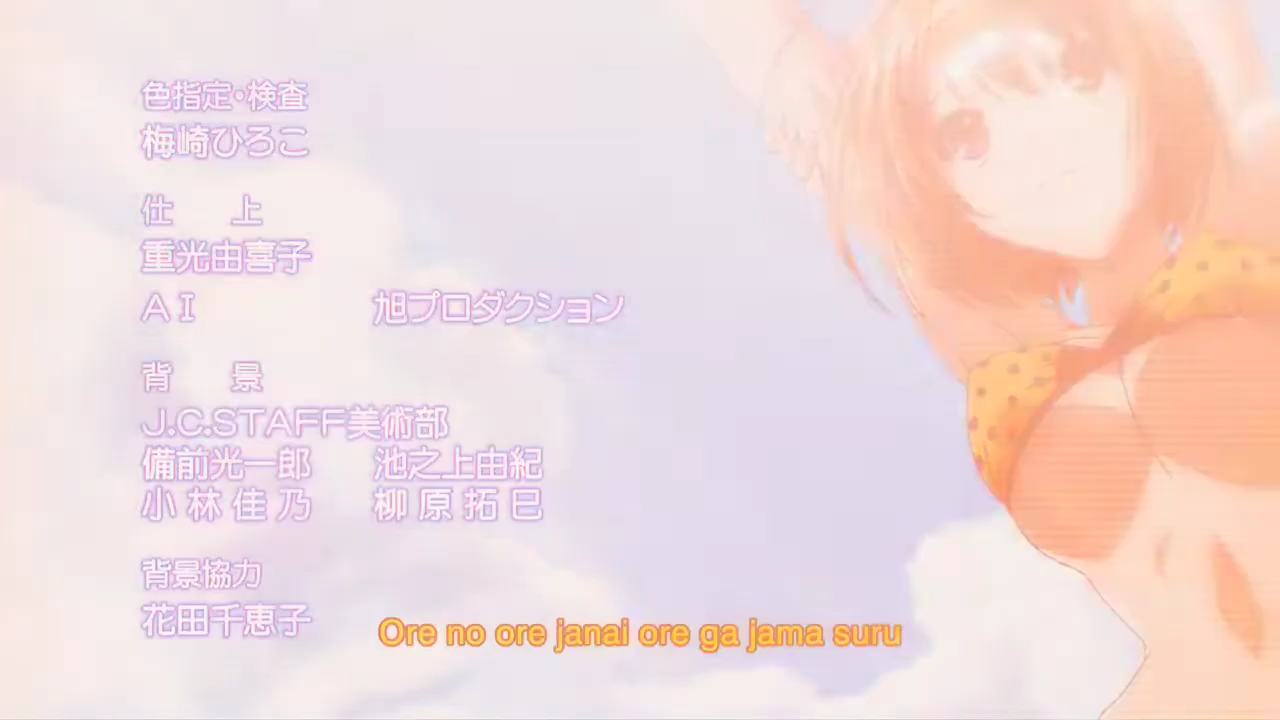 色指定・検査
梅崎ひろこ
仕 上
重光由喜子
AI 旭プロダクション
背 景
J.C.STAFF美術部
備前光一郎 池之上由紀
小林佳乃 柳原拓巳
背景協力
花田千恵子
Ore no ore janai ore ga jama suru